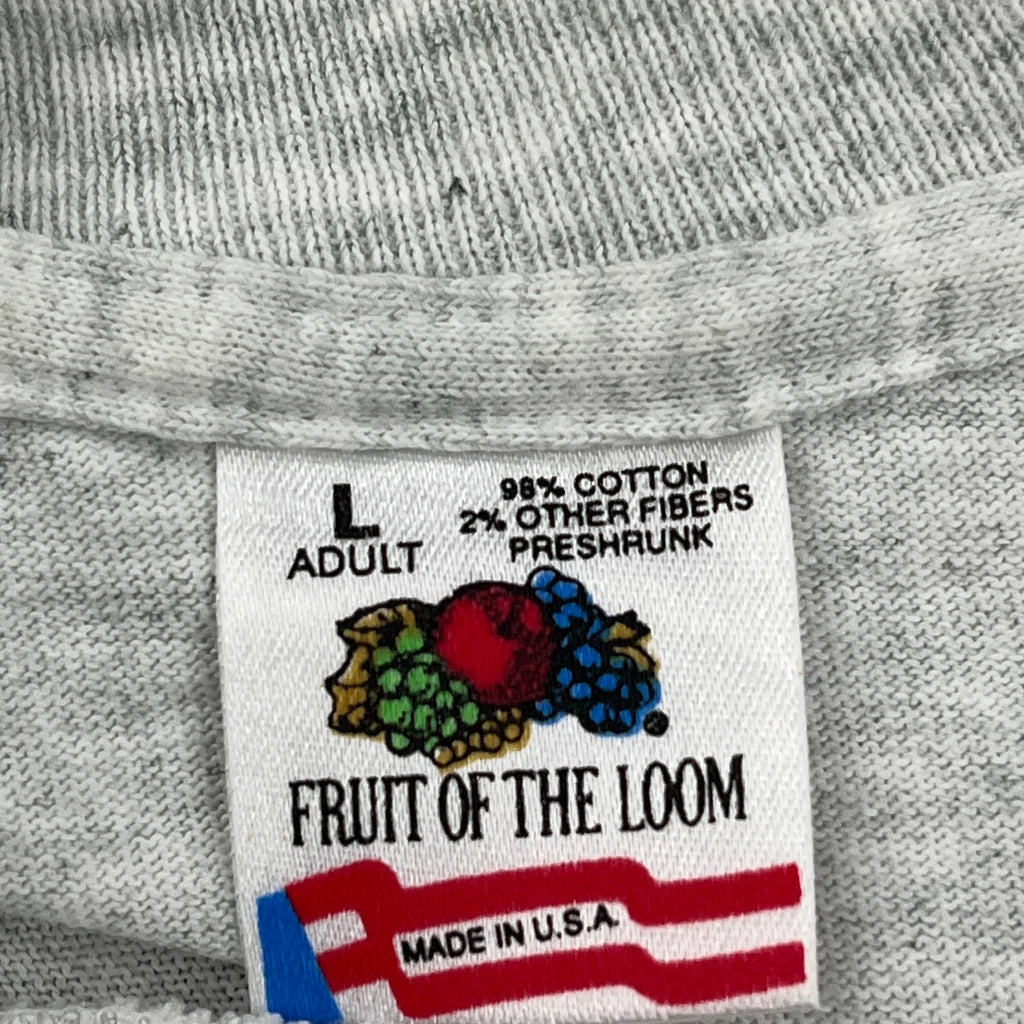 L
ADULT
98% COTTON
2% OTHER FIBERS
PRESHRUNK
®
FRUIT OF THE LOOM
MADE IN U.S.A.